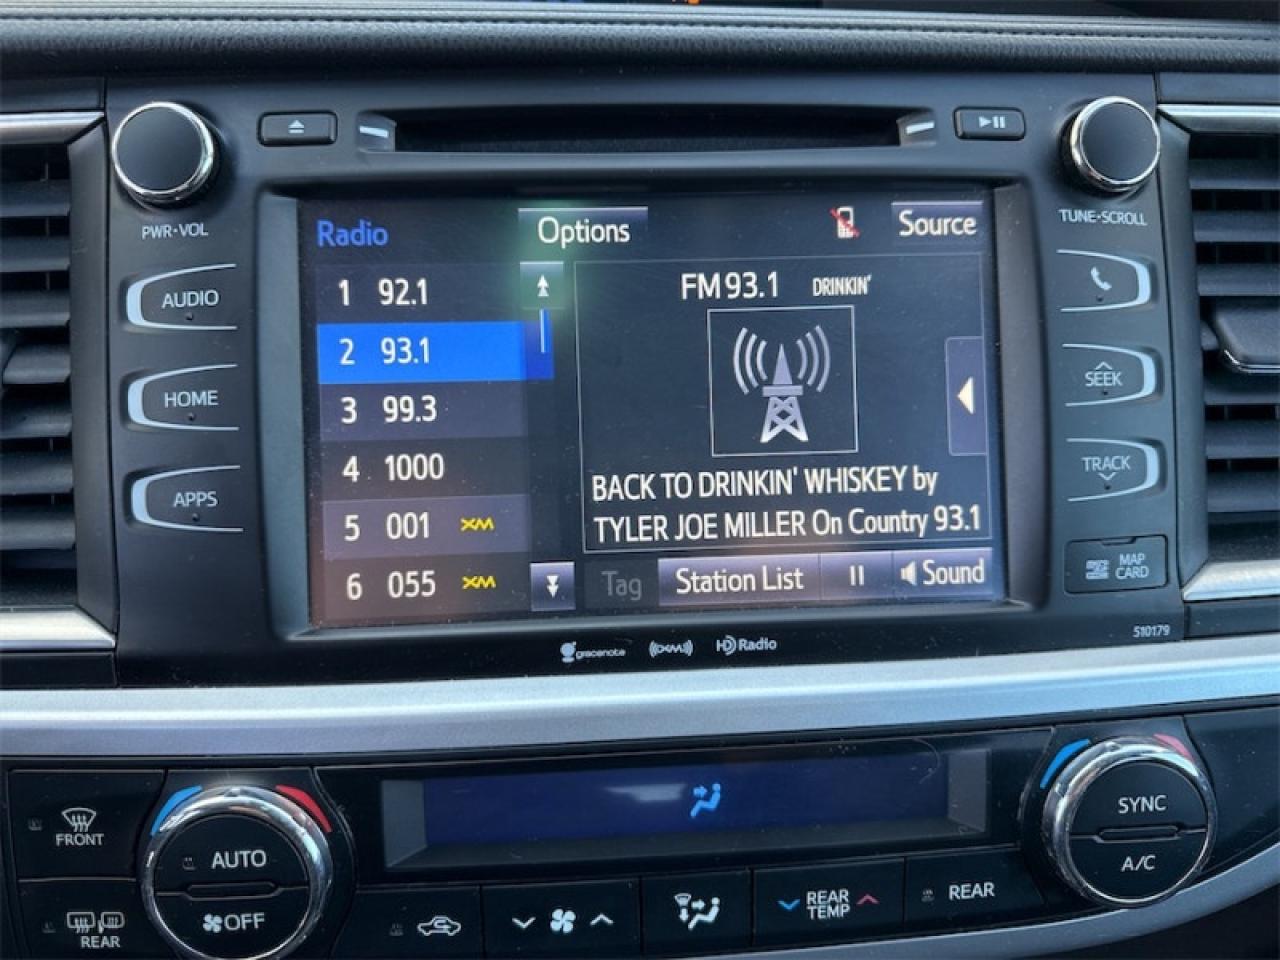 PWR•VOL
TUNE•SCROLL
AUDIO
HOME
APPS
SEEK
TRACK
MAP CARD
510179
Radio
Options
Source
1 92.1
2 93.1
3 99.3
4 1000
5 001 XM
6 055 XM
FM 93.1 DRINKIN'
BACK TO DRINKIN' WHISKEY by
TYLER JOE MILLER On Country 93.1
Tag
Station List
Sound
gracenote
((XM))
HD Radio
FRONT
REAR
AUTO
OFF
REAR TEMP
REAR
SYNC
A/C